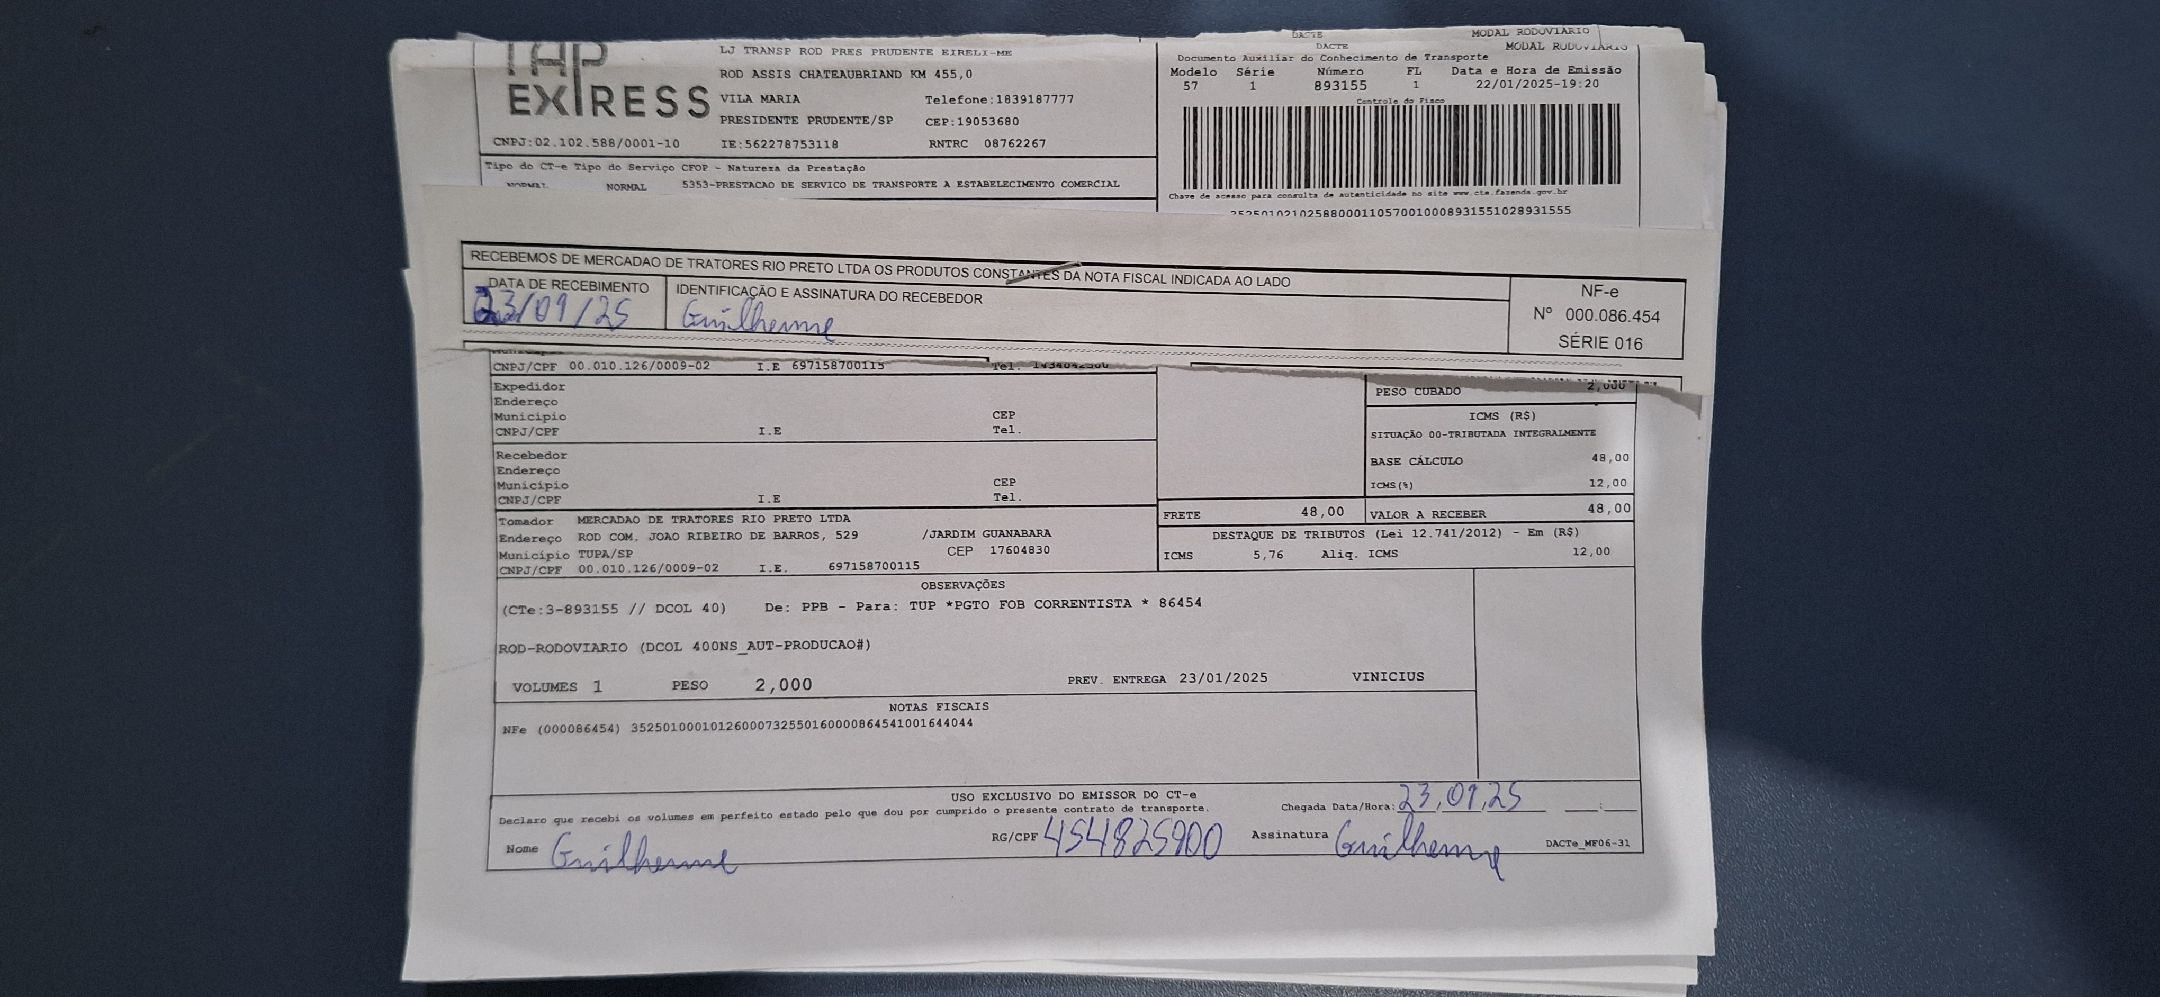 TAP
EXPRESS
LJ TRANSP ROD PRES PRUDENTE EIRELI-ME
ROD ASSIS CHATEAUBRIAND KM 455,0
VILA MARIA Telefone:1839187777
PRESIDENTE PRUDENTE/SP CEP:19053680
CNPJ:02.102.588/0001-10 IE:562278753118 RNTRC 08762267
Tipo do CT-e Tipo do Serviço CFOP - Natureza da Prestação
NORMAL NORMAL 5353-PRESTACAO DE SERVICO DE TRANSPORTE A ESTABELECIMENTO COMERCIAL
DACTE MODAL RODOVIARIO
DACTE MODAL RODOVIARIO
Documento Auxiliar do Conhecimento de Transporte
Modelo Série Número FL Data e Hora de Emissão
57 1 893155 1 22/01/2025-19:20
Controle do Fisco
Chave de acesso para consulta de autenticidade no site www.cte.fazenda.gov.br
35250102102588000110570010008931551028931555
RECEBEMOS DE MERCADAO DE TRATORES RIO PRETO LTDA OS PRODUTOS CONSTANTES DA NOTA FISCAL INDICADA AO LADO
DATA DE RECEBIMENTO IDENTIFICAÇÃO E ASSINATURA DO RECEBEDOR
23/01/25 Guilherme
NF-e
Nº 000.086.454
SÉRIE 016
Município
CNPJ/CPF 00.010.126/0009-02 I.E 697158700115 Tel. 1434042500
Expedidor
Endereço
Município CEP
CNPJ/CPF I.E Tel.
Recebedor
Endereço
Município CEP
CNPJ/CPF I.E Tel.
Tomador MERCADAO DE TRATORES RIO PRETO LTDA
Endereço ROD COM. JOAO RIBEIRO DE BARROS, 529 /JARDIM GUANABARA
Município TUPA/SP CEP 17604830
CNPJ/CPF 00.010.126/0009-02 I.E. 697158700115
2,000
PESO CUBADO
ICMS (R$)
SITUAÇÃO 00-TRIBUTADA INTEGRALMENTE
BASE CÁLCULO 48,00
ICMS(%) 12,00
FRETE 48,00 VALOR A RECEBER 48,00
DESTAQUE DE TRIBUTOS (Lei 12.741/2012) - Em (R$)
ICMS 5,76 Aliq. ICMS 12,00
OBSERVAÇÕES
(CTe:3-893155 // DCOL 40) De: PPB - Para: TUP *PGTO FOB CORRENTISTA * 86454
ROD-RODOVIARIO (DCOL 400NS_AUT-PRODUCAO#)
VOLUMES 1 PESO 2,000 PREV. ENTREGA 23/01/2025 VINICIUS
NOTAS FISCAIS
NFe (000086454) 35250100010126000732550160000864541001644044
USO EXCLUSIVO DO EMISSOR DO CT-e
Declaro que recebi os volumes em perfeito estado pelo que dou por cumprido o presente contrato de transporte. Chegada Data/Hora: 23,01,25 __:__
Nome Guilherme RG/CPF 454825900 Assinatura Guilherme DACTe_MF06-31